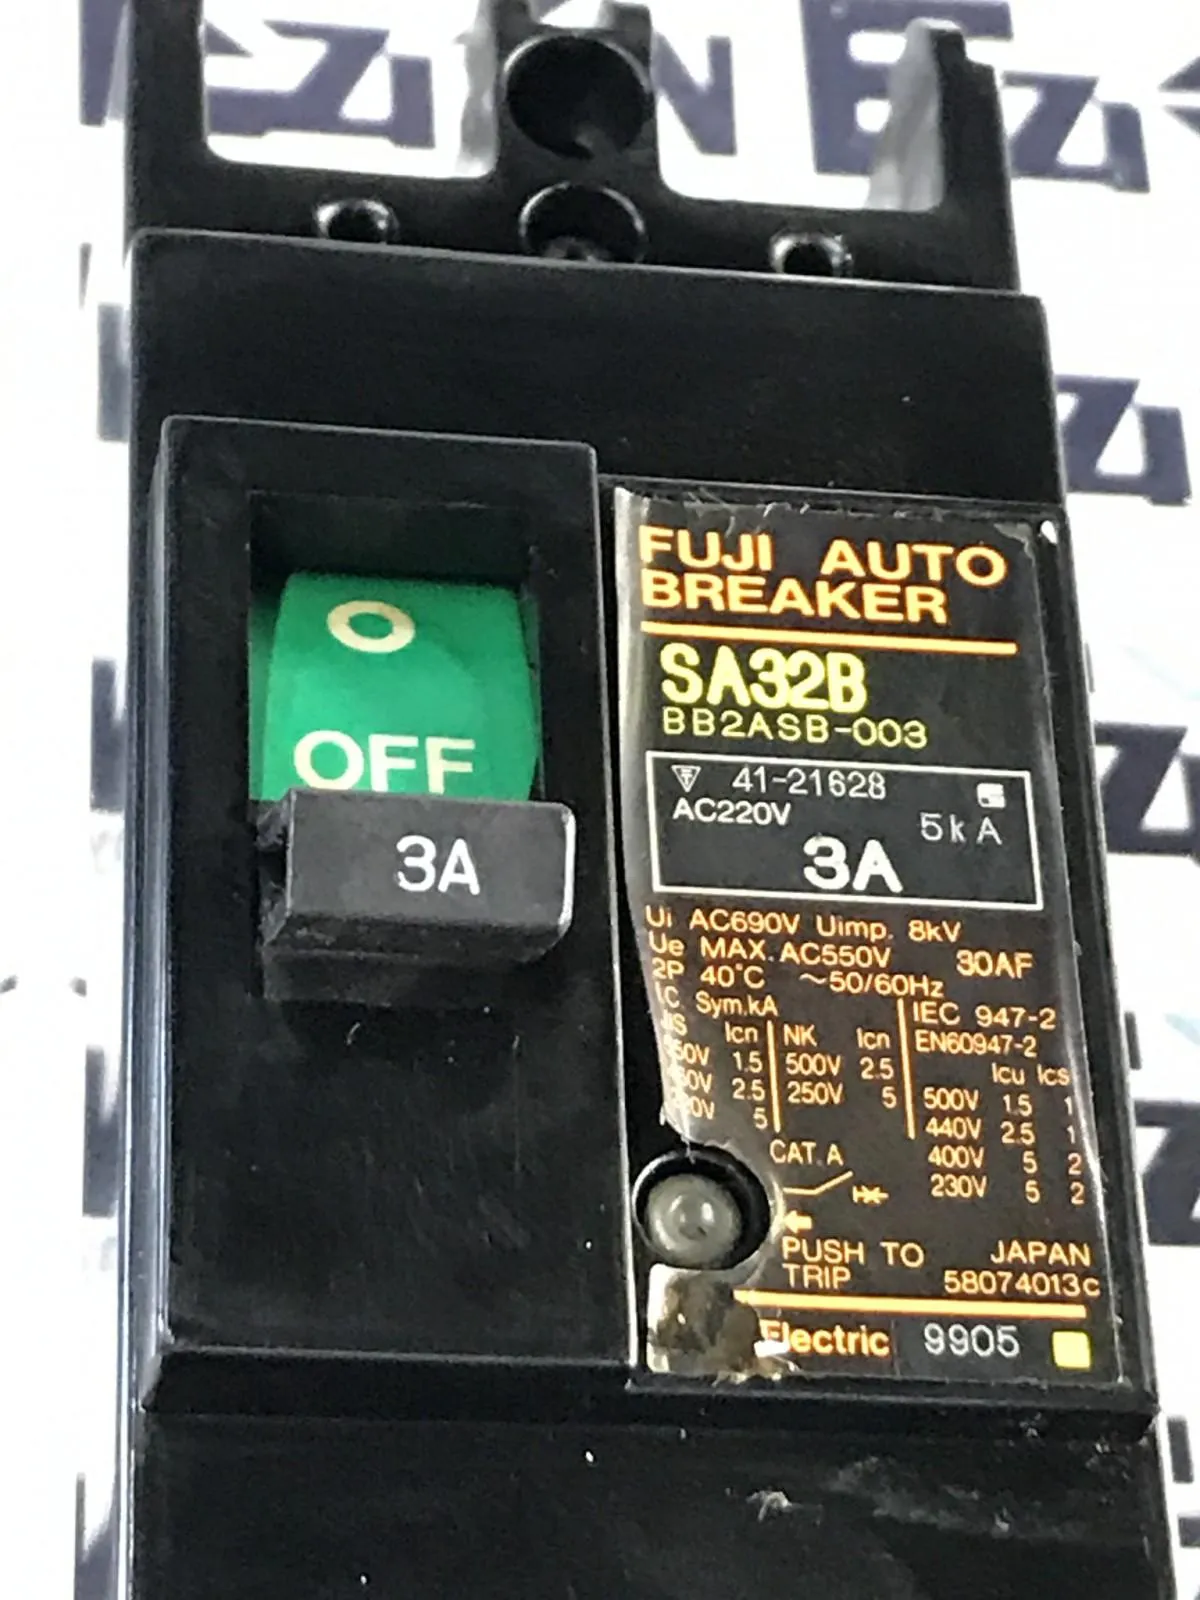 O
OFF
3A
FUJI AUTO
BREAKER
SA32B
BB2ASB-003
41-21628
AC220V 5kA
3A
Ui AC690V Uimp. 8kV
Ue MAX. AC550V 30AF
2P 40°C ~50/60Hz
Sym.kA
IEC 947-2
Icn NK Icn EN60947-2
1.5 500V 2.5 Icu Ics
2.5 250V 5 500V 1.5 1
5 440V 2.5 1
CAT. A 400V 5 2
230V 5 2
PUSH TO JAPAN
TRIP 58074013c
Electric 9905